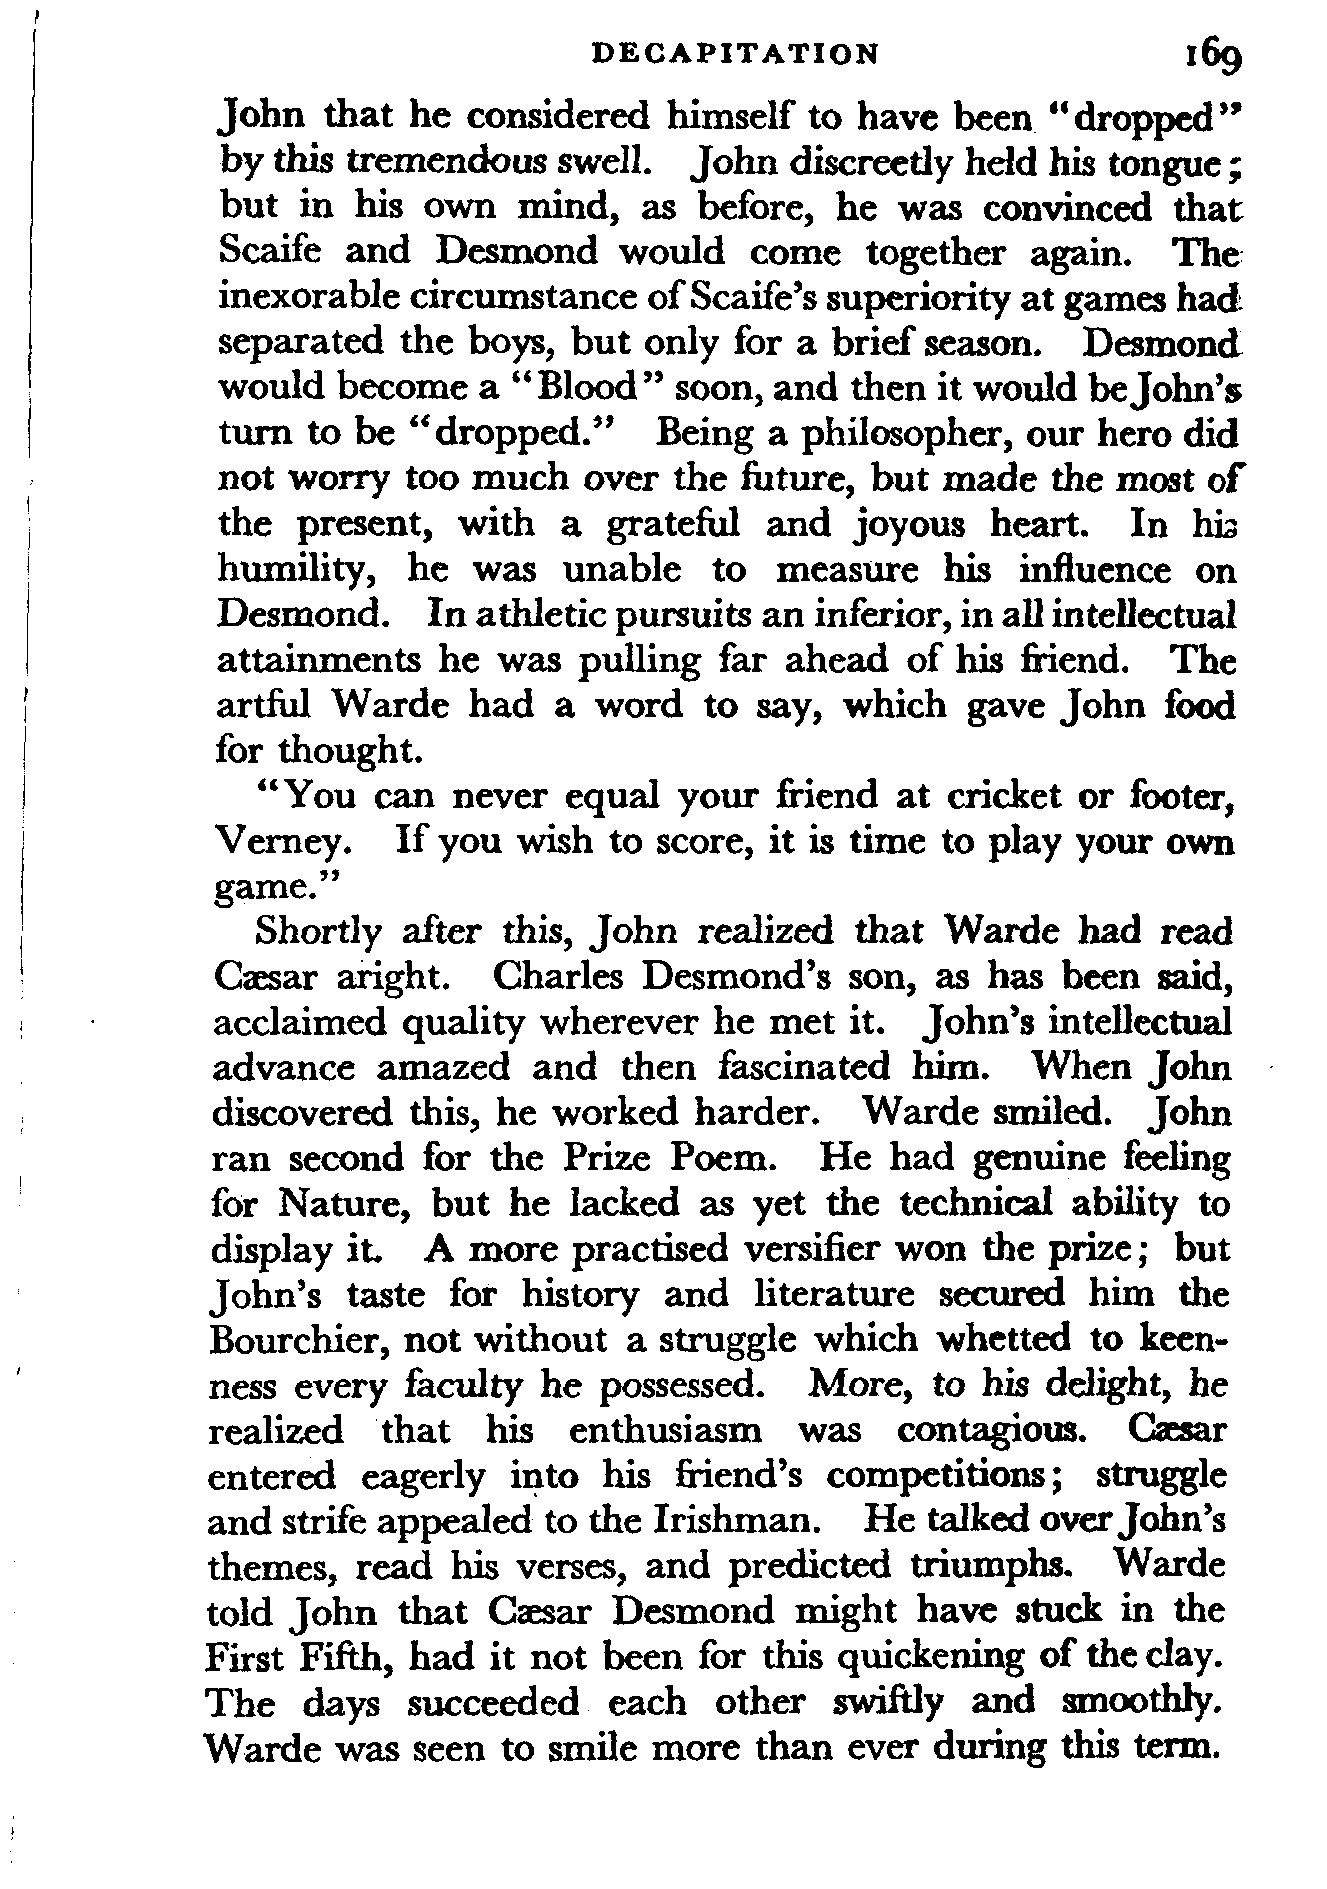 DECAPITATION 169
John that he considered himself to have been "dropped"
by this tremendous swell. John discreetly held his tongue;
but in his own mind, as before, he was convinced that
Scaife and Desmond would come together again. The
inexorable circumstance of Scaife's superiority at games had
separated the boys, but only for a brief season. Desmond
would become a "Blood" soon, and then it would be John's
turn to be "dropped." Being a philosopher, our hero did
not worry too much over the future, but made the most of
the present, with a grateful and joyous heart. In his
humility, he was unable to measure his influence on
Desmond. In athletic pursuits an inferior, in all intellectual
attainments he was pulling far ahead of his friend. The
artful Warde had a word to say, which gave John food
for thought.
"You can never equal your friend at cricket or footer,
Verney. If you wish to score, it is time to play your own
game."
Shortly after this, John realized that Warde had read
Cæsar aright. Charles Desmond's son, as has been said,
acclaimed quality wherever he met it. John's intellectual
advance amazed and then fascinated him. When John
discovered this, he worked harder. Warde smiled. John
ran second for the Prize Poem. He had genuine feeling
for Nature, but he lacked as yet the technical ability to
display it. A more practised versifier won the prize; but
John's taste for history and literature secured him the
Bourchier, not without a struggle which whetted to keen-
ness every faculty he possessed. More, to his delight, he
realized that his enthusiasm was contagious. Cæsar
entered eagerly into his friend's competitions; struggle
and strife appealed to the Irishman. He talked over John's
themes, read his verses, and predicted triumphs. Warde
told John that Cæsar Desmond might have stuck in the
First Fifth, had it not been for this quickening of the clay.
The days succeeded each other swiftly and smoothly.
Warde was seen to smile more than ever during this term.